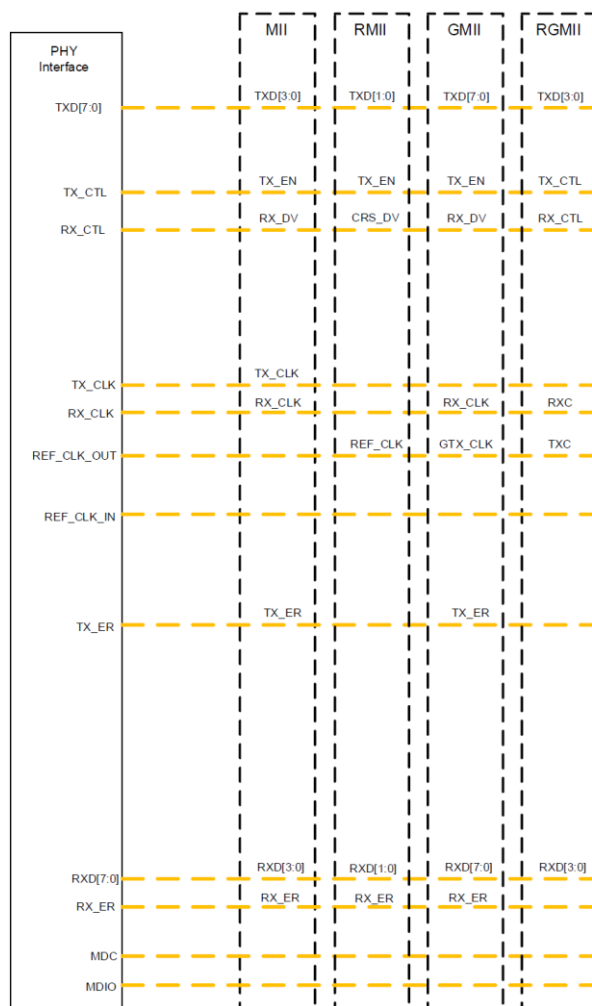 MII RMII GMII RGMII
PHY
Interface
TXD[7:0] TXD[3:0] TXD[1:0] TXD[7:0] TXD[3:0]
TX_CTL TX_EN TX_EN TX_EN TX_CTL
RX_CTL RX_DV CRS_DV RX_DV RX_CTL
TX_CLK TX_CLK
RX_CLK RX_CLK RX_CLK RXC
REF_CLK_OUT REF_CLK GTX_CLK TXC
REF_CLK_IN
TX_ER TX_ER TX_ER
RXD[7:0] RXD[3:0] RXD[1:0] RXD[7:0] RXD[3:0]
RX_ER RX_ER RX_ER RX_ER
MDC
MDIO